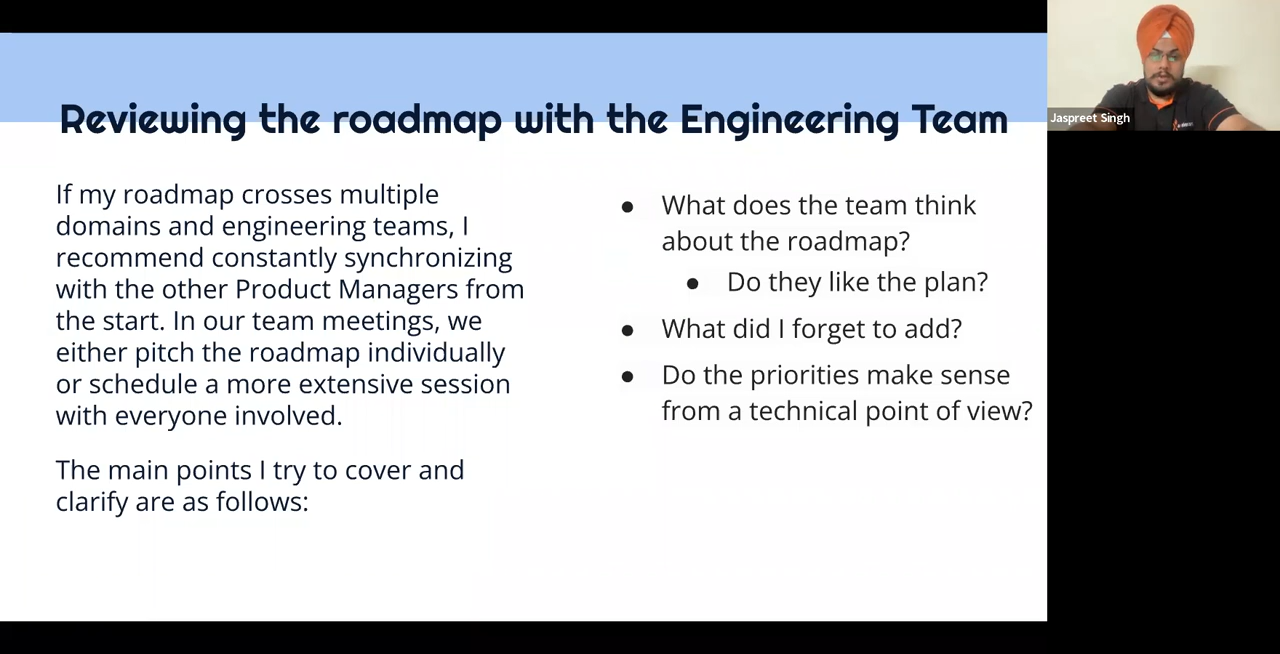 Reviewing the roadmap with the Engineering Team
If my roadmap crosses multiple
domains and engineering teams, I
recommend constantly synchronizing
with the other Product Managers from
the start. In our team meetings, we
either pitch the roadmap individually
or schedule a more extensive session
with everyone involved.
The main points I try to cover and
clarify are as follows:
● What does the team think
about the roadmap?
● Do they like the plan?
● What did I forget to add?
● Do the priorities make sense
from a technical point of view?
Jaspreet Singh